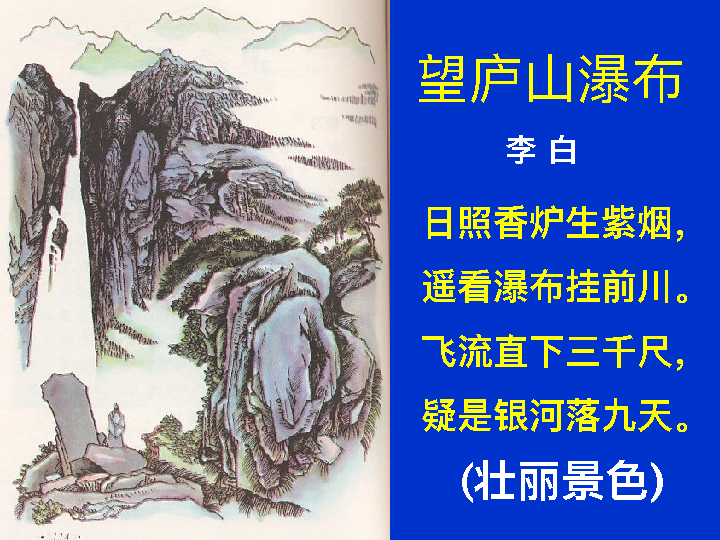 望庐山瀑布
李 白
日照香炉生紫烟，
遥看瀑布挂前川。
飞流直下三千尺，
疑是银河落九天。
(壮丽景色)